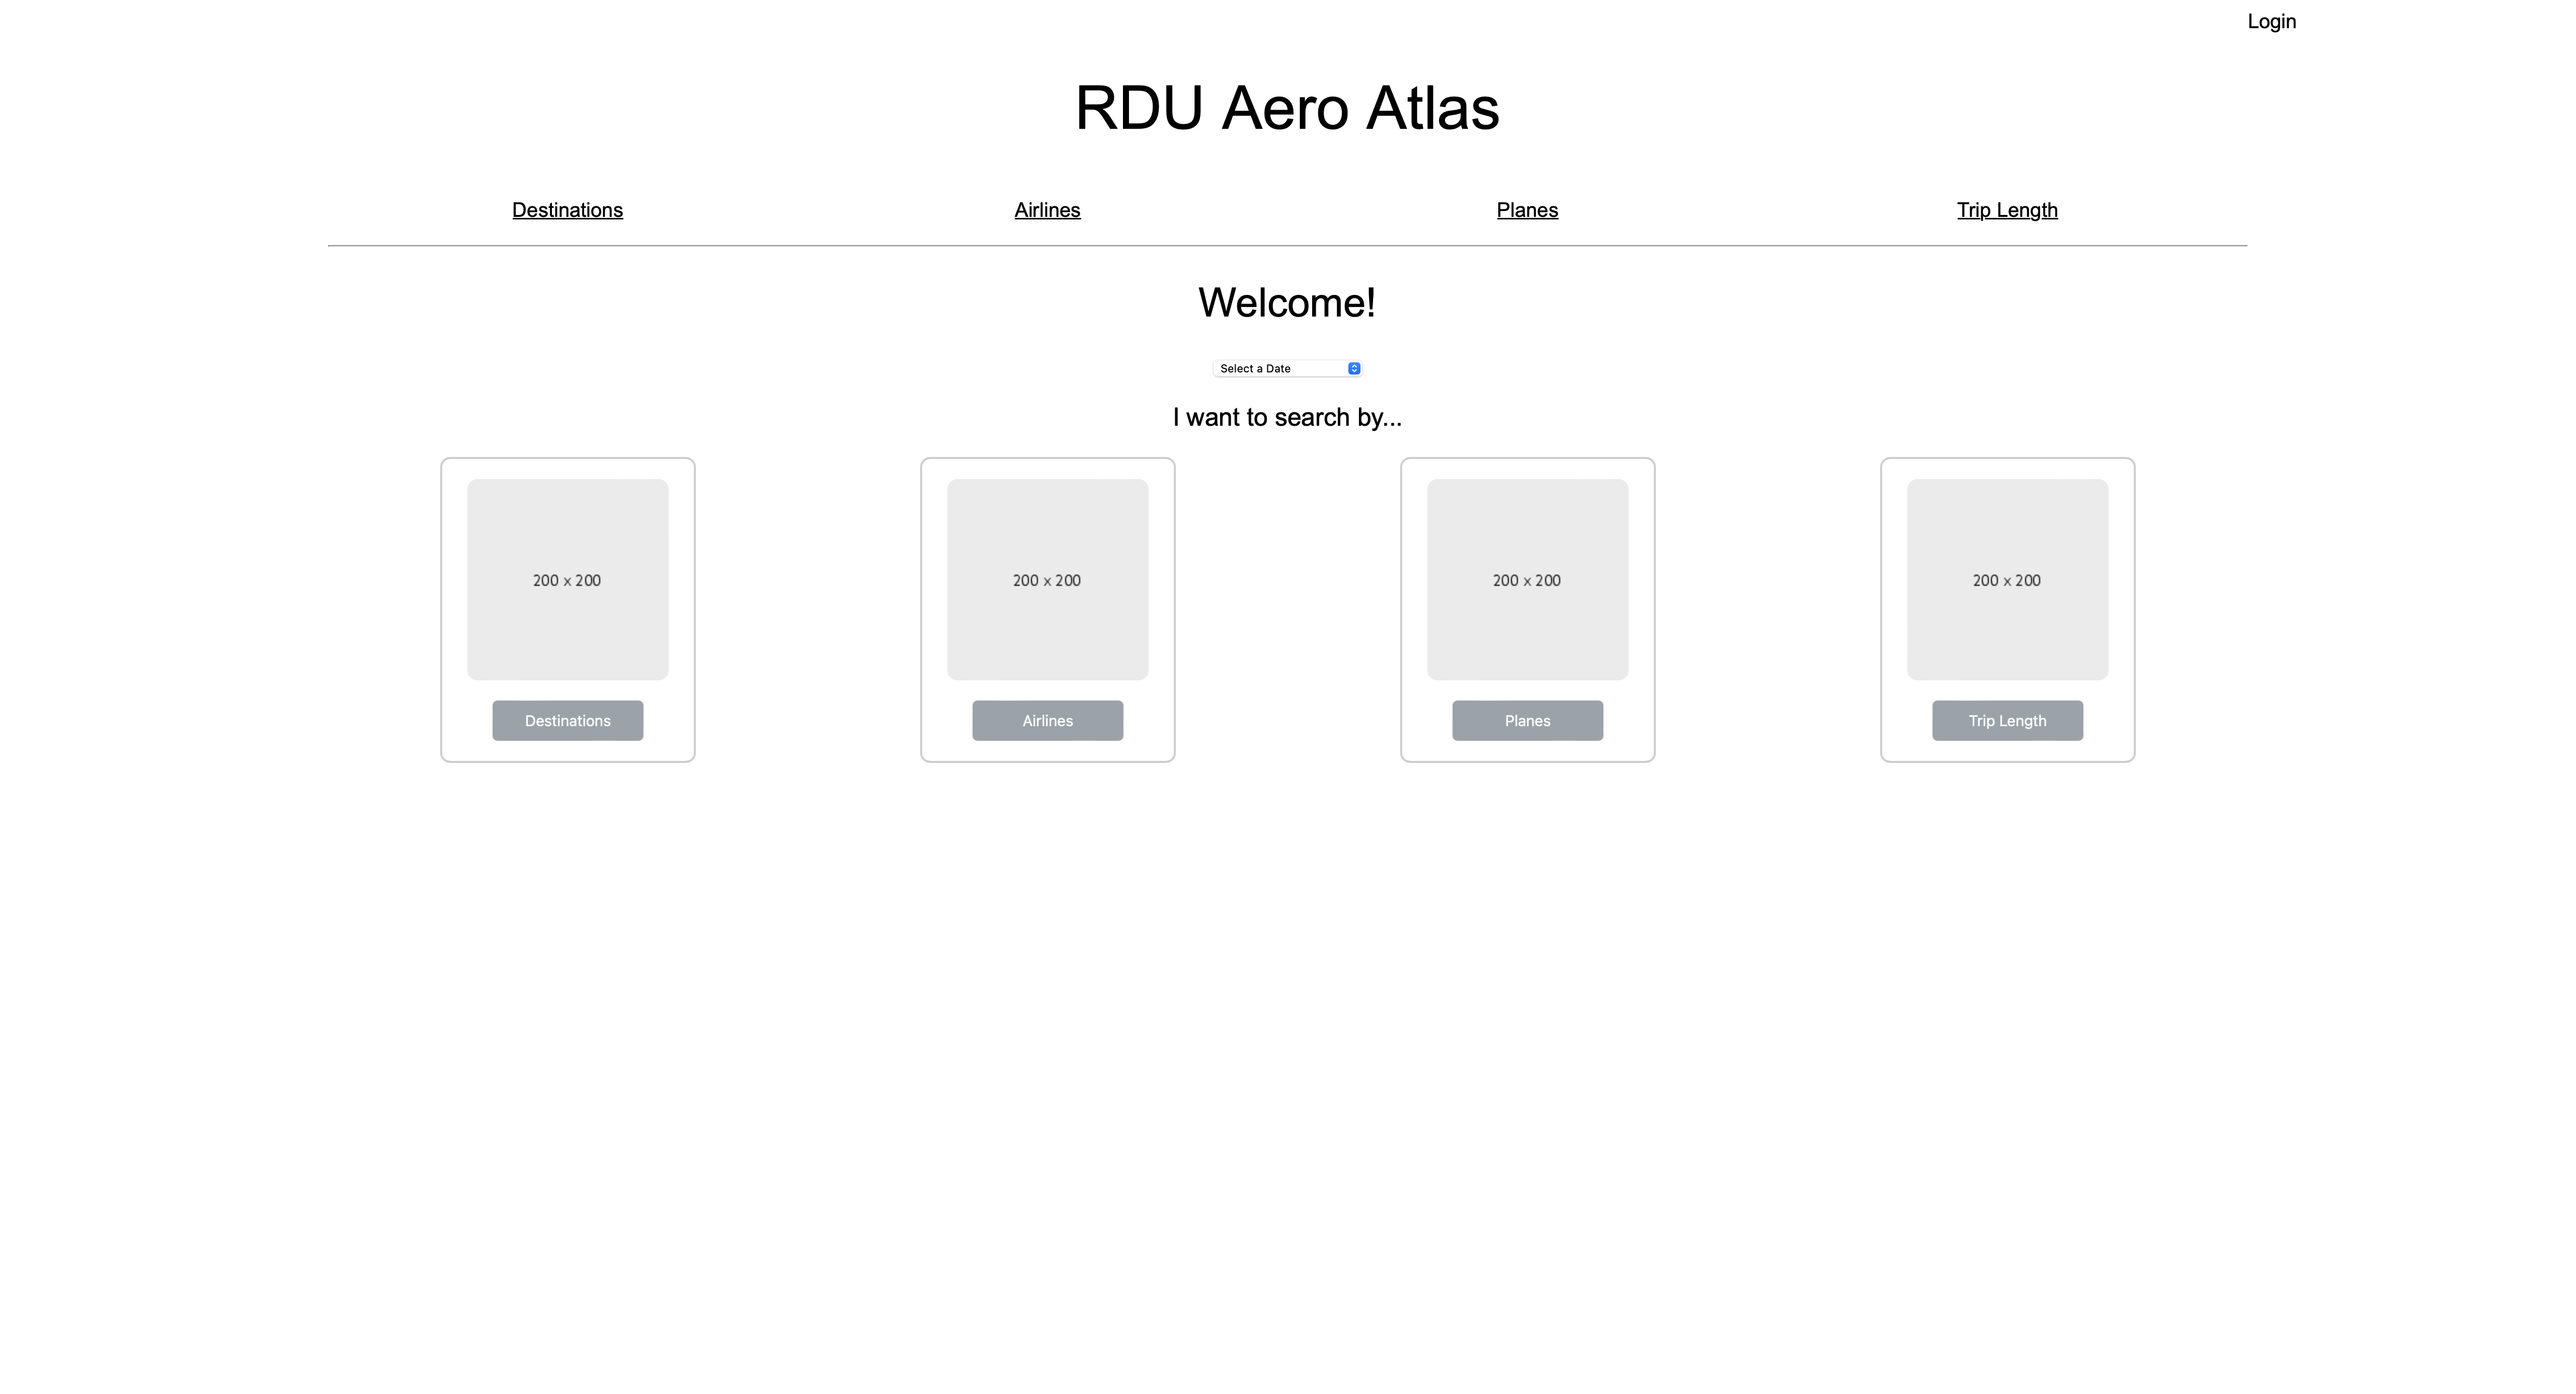 Login
RDU Aero Atlas
Destinations Airlines Planes Trip Length
Welcome!
Select a Date
I want to search by...
200 x 200 200 x 200 200 x 200 200 x 200
Destinations Airlines Planes Trip Length